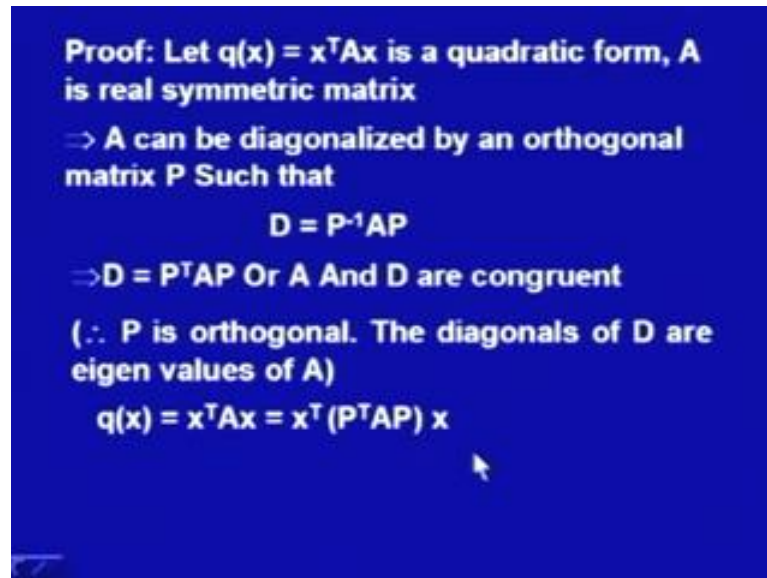 Proof: Let q(x) = xᵀAx is a quadratic form, A
is real symmetric matrix
⇒ A can be diagonalized by an orthogonal
matrix P Such that
D = P⁻¹AP
⇒D = PᵀAP Or A And D are congruent
(∴ P is orthogonal. The diagonals of D are
eigen values of A)
q(x) = xᵀAx = xᵀ (PᵀAP) x